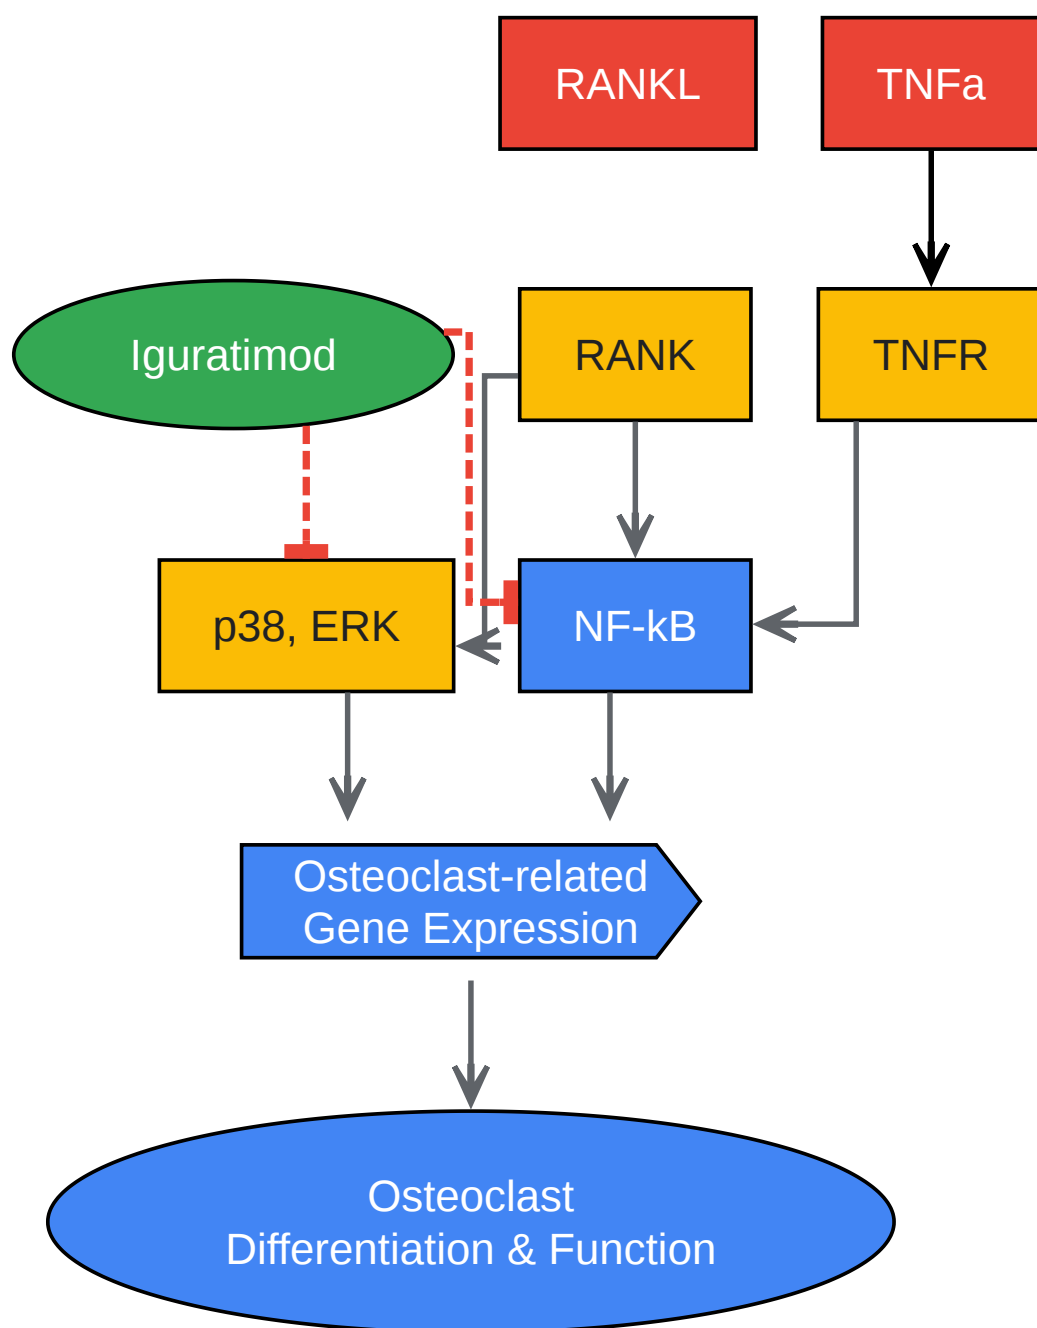 RANKL
TNFa
Iguratimod
RANK
TNFR
p38, ERK
NF-kB
Osteoclast-related
Gene Expression
Osteoclast
Differentiation & Function